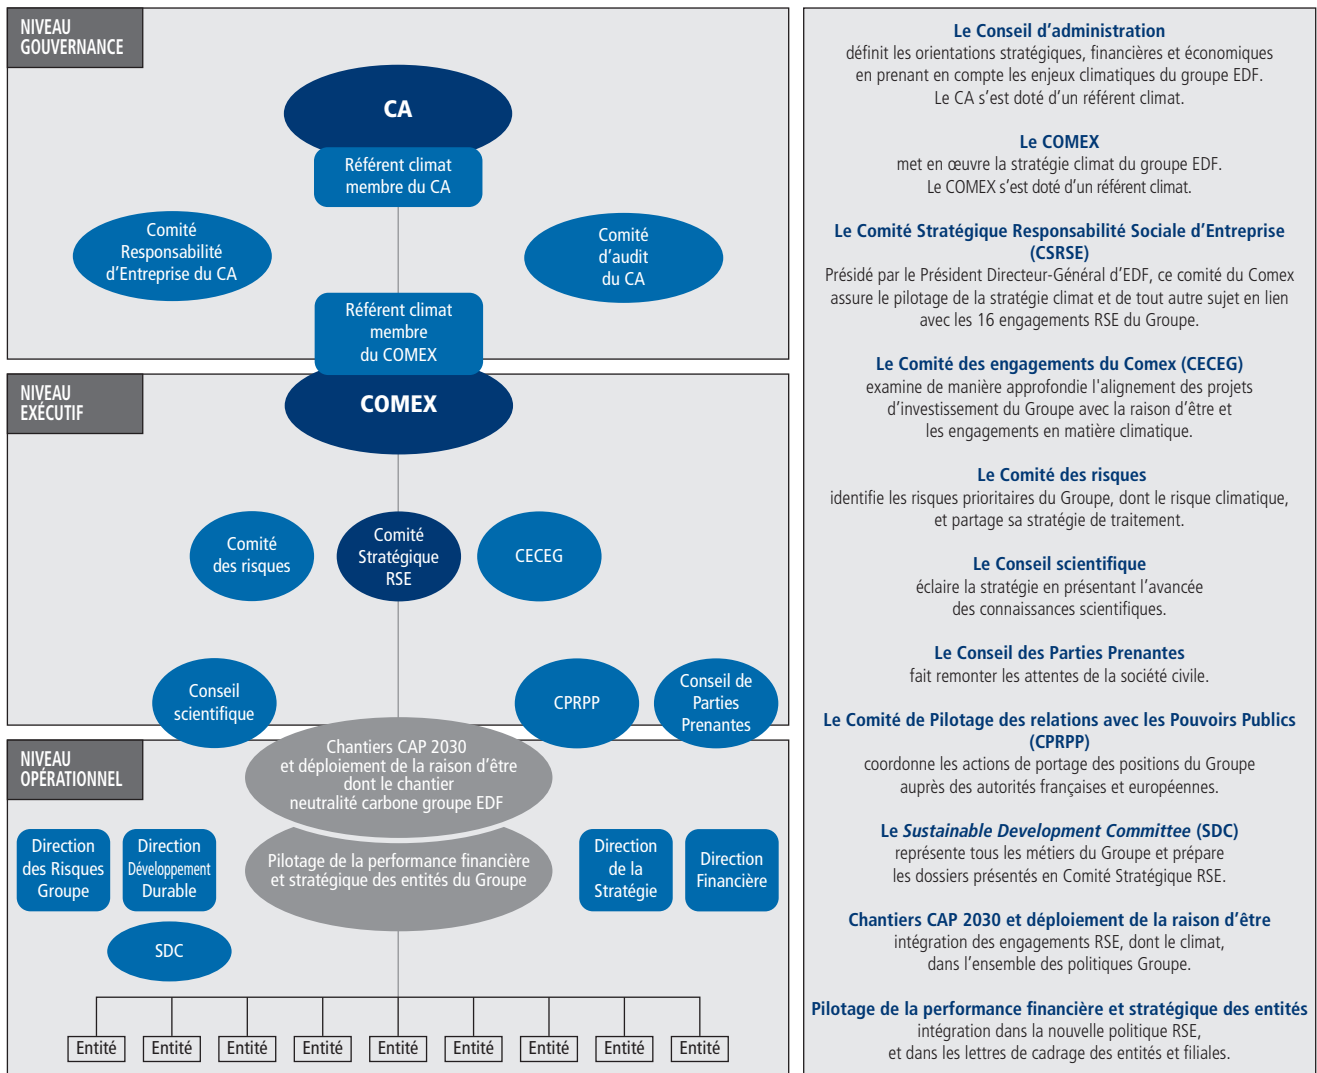 NIVEAU
GOUVERNANCE
CA
Référent climat
membre du CA
Comité
Responsabilité
d'Entreprise du CA
Comité
d'audit
du CA
Référent climat
membre
du COMEX
NIVEAU
EXÉCUTIF
COMEX
Comité
des risques
Comité
Stratégique
RSE
CECEG
Conseil
scientifique
CPRPP
Conseil de
Parties
Prenantes
NIVEAU
OPÉRATIONNEL
Chantiers CAP 2030
et déploiement de la raison d'être
dont le chantier
neutralité carbone groupe EDF
Direction
des Risques
Groupe
Direction
Développement
Durable
Pilotage de la performance financière
et stratégique des entités du Groupe
Direction
de la
Stratégie
Direction
Financière
SDC
Entité Entité Entité Entité Entité Entité Entité Entité Entité
Le Conseil d'administration
définit les orientations stratégiques, financières et économiques
en prenant en compte les enjeux climatiques du groupe EDF.
Le CA s'est doté d'un référent climat.
Le COMEX
met en œuvre la stratégie climat du groupe EDF.
Le COMEX s'est doté d'un référent climat.
Le Comité Stratégique Responsabilité Sociale d'Entreprise
(CSRSE)
Présidé par le Président Directeur-Général d'EDF, ce comité du Comex
assure le pilotage de la stratégie climat et de tout autre sujet en lien
avec les 16 engagements RSE du Groupe.
Le Comité des engagements du Comex (CECEG)
examine de manière approfondie l'alignement des projets
d'investissement du Groupe avec la raison d'être et
les engagements en matière climatique.
Le Comité des risques
identifie les risques prioritaires du Groupe, dont le risque climatique,
et partage sa stratégie de traitement.
Le Conseil scientifique
éclaire la stratégie en présentant l'avancée
des connaissances scientifiques.
Le Conseil des Parties Prenantes
fait remonter les attentes de la société civile.
Le Comité de Pilotage des relations avec les Pouvoirs Publics
(CPRPP)
coordonne les actions de portage des positions du Groupe
auprès des autorités françaises et européennes.
Le Sustainable Development Committee (SDC)
représente tous les métiers du Groupe et prépare
les dossiers présentés en Comité Stratégique RSE.
Chantiers CAP 2030 et déploiement de la raison d'être
intégration des engagements RSE, dont le climat,
dans l'ensemble des politiques Groupe.
Pilotage de la performance financière et stratégique des entités
intégration dans la nouvelle politique RSE,
et dans les lettres de cadrage des entités et filiales.